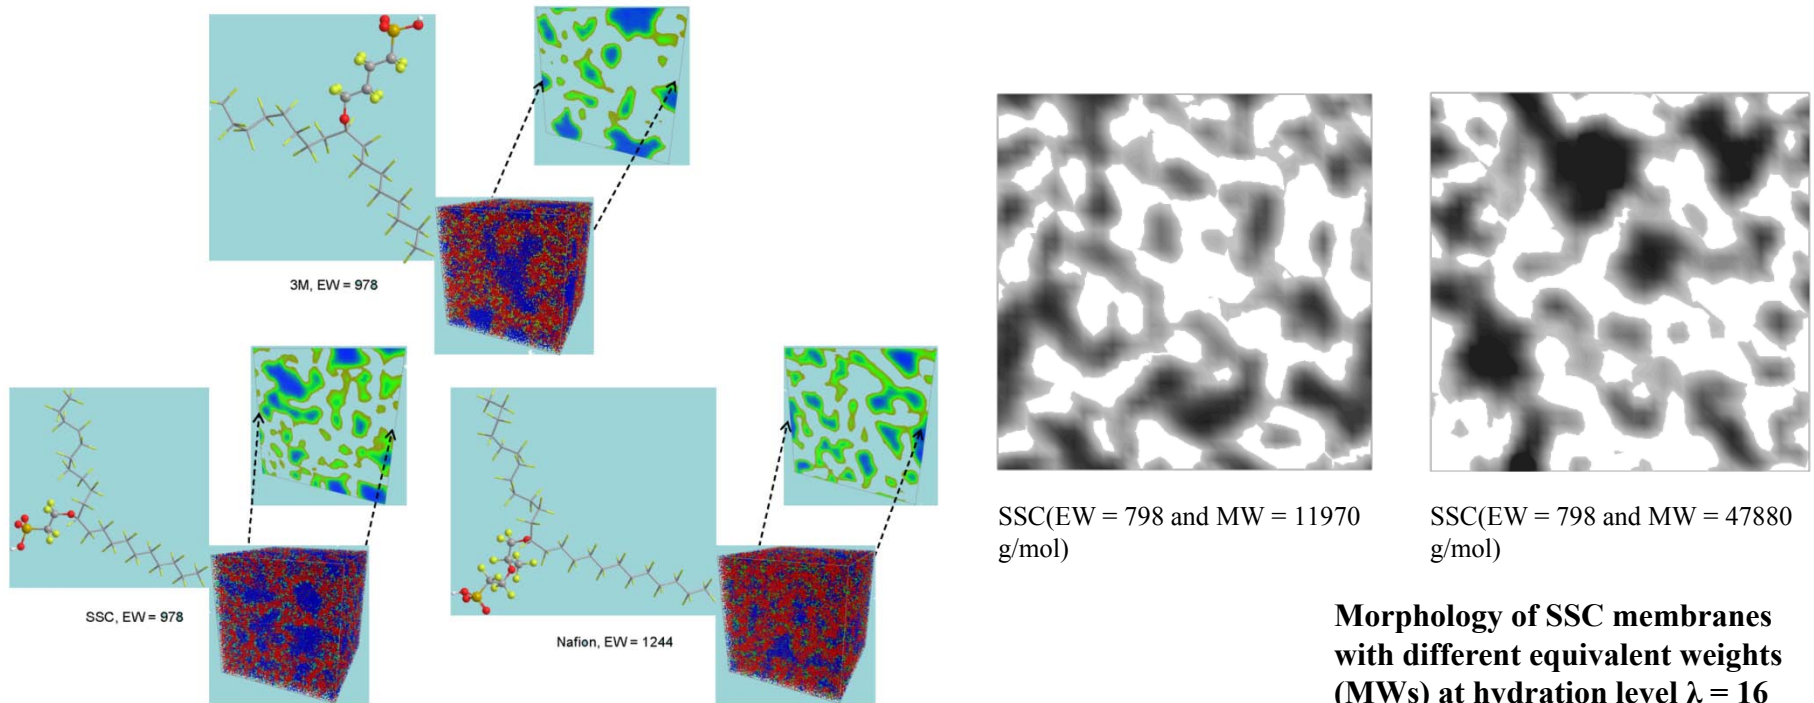 3M, EW = 978
SSC, EW = 978
Nafion, EW = 1244
SSC(EW = 798 and MW = 11970
g/mol)
SSC(EW = 798 and MW = 47880
g/mol)
Morphology of SSC membranes
with different equivalent weights
(MWs) at hydration level λ = 16